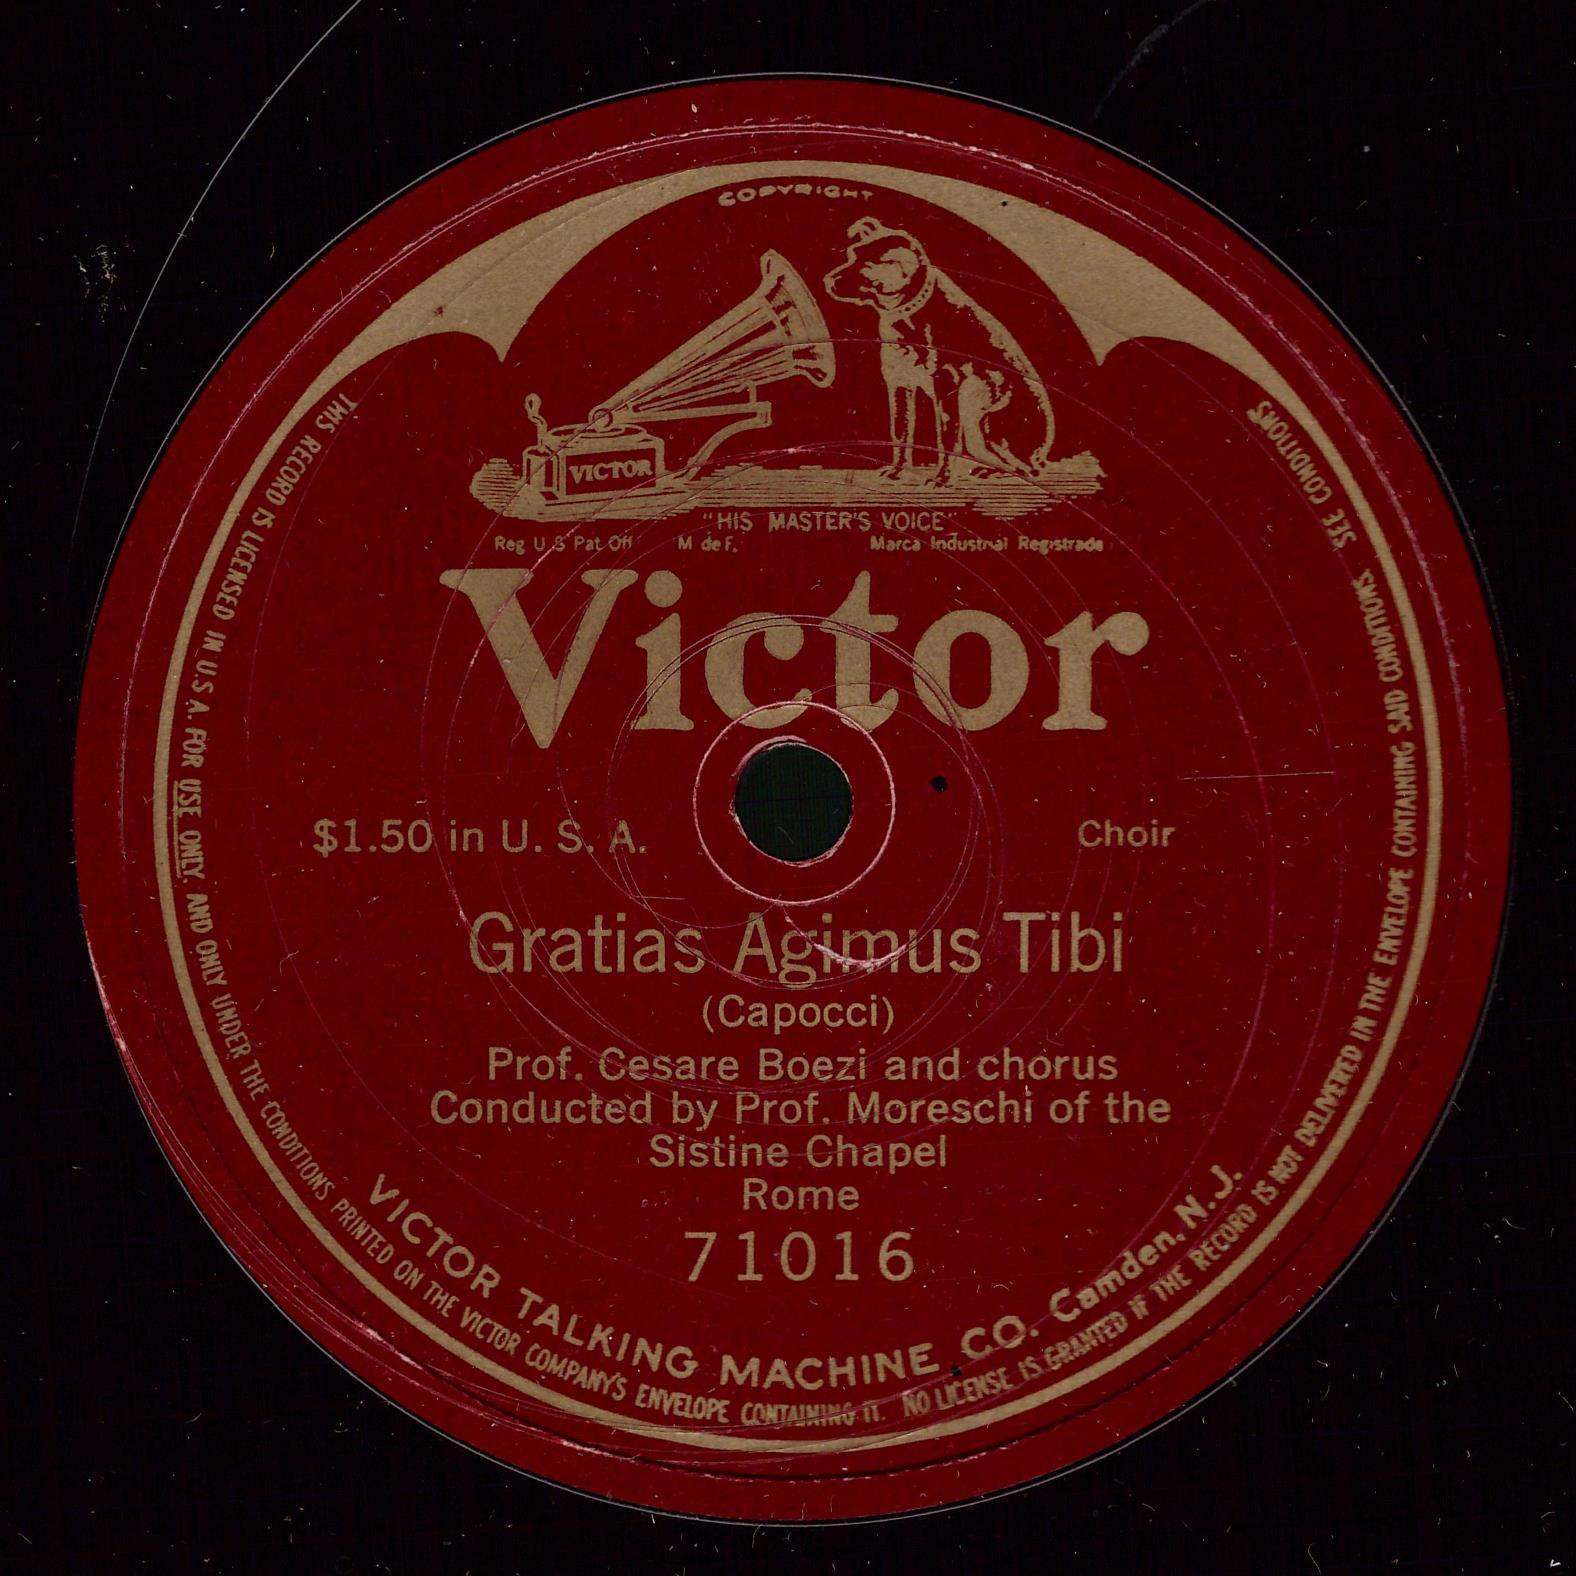 COPYRIGHT
VICTOR
"HIS MASTER'S VOICE"
Reg U S Pat Off M de F. Marca Industrial Registrada
Victor
$1.50 in U. S. A. Choir
Gratias Agimus Tibi
(Capocci)
Prof. Cesare Boezi and chorus
Conducted by Prof. Moreschi of the
Sistine Chapel
Rome
71016
VICTOR TALKING MACHINE CO. Camden, N. J.
THIS RECORD IS LICENSED IN U.S.A. FOR USE ONLY, AND ONLY UNDER THE CONDITIONS PRINTED ON THE VICTOR COMPANY'S ENVELOPE CONTAINING IT. NO LICENSE IS GRANTED IF THE RECORD IS NOT DELIVERED IN THE ENVELOPE CONTAINING SAID CONDITIONS. SEE CONDITIONS